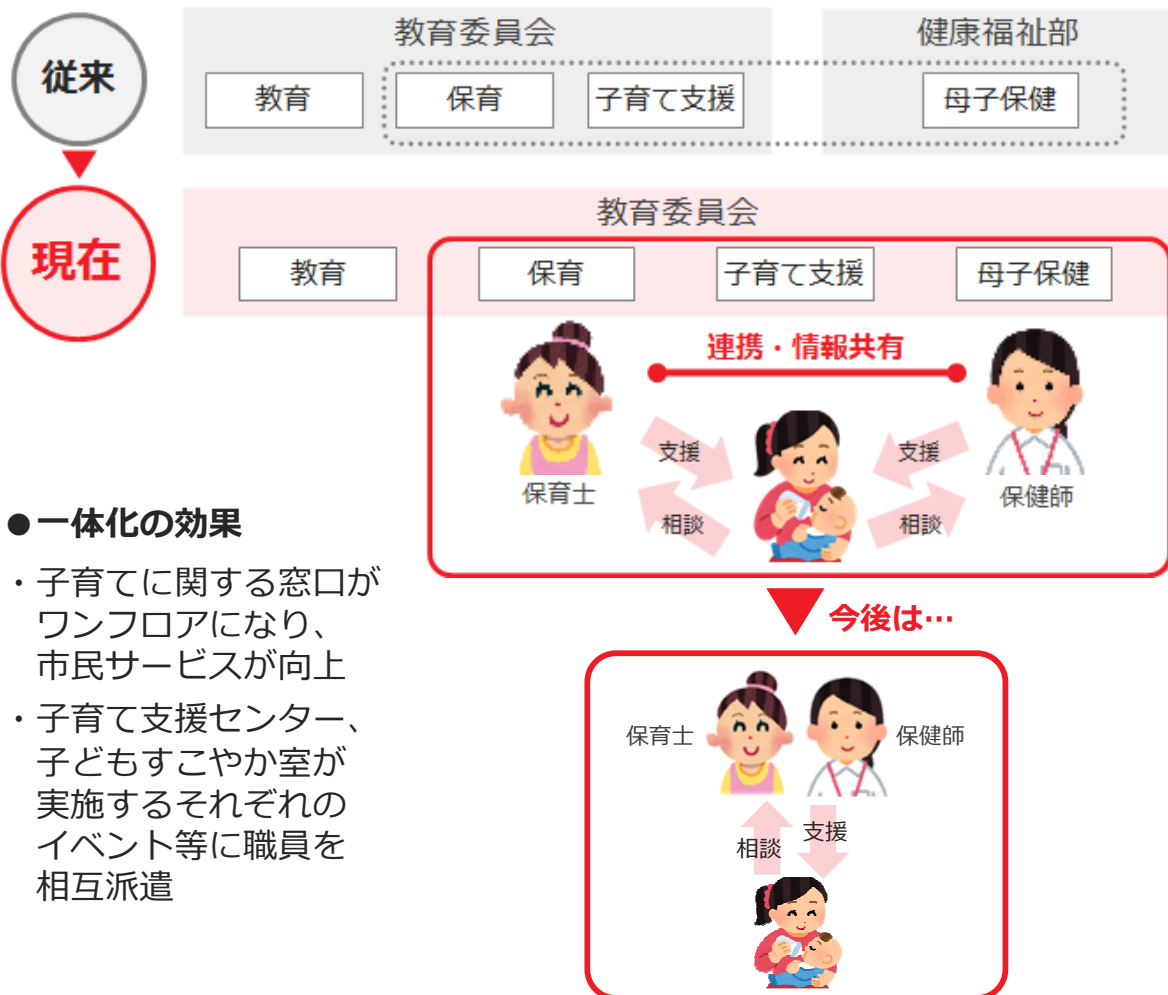 従来
教育委員会
健康福祉部
教育
保育
子育て支援
母子保健
現在
教育委員会
教育
保育
子育て支援
母子保健
連携・情報共有
支援
支援
保育士
保健師
相談
相談
●一体化の効果
・子育てに関する窓口が
ワンフロアになり、
市民サービスが向上
・子育て支援センター、
子どもすこやか室が
実施するそれぞれの
イベント等に職員を
相互派遣
今後は…
保育士
保健師
相談
支援